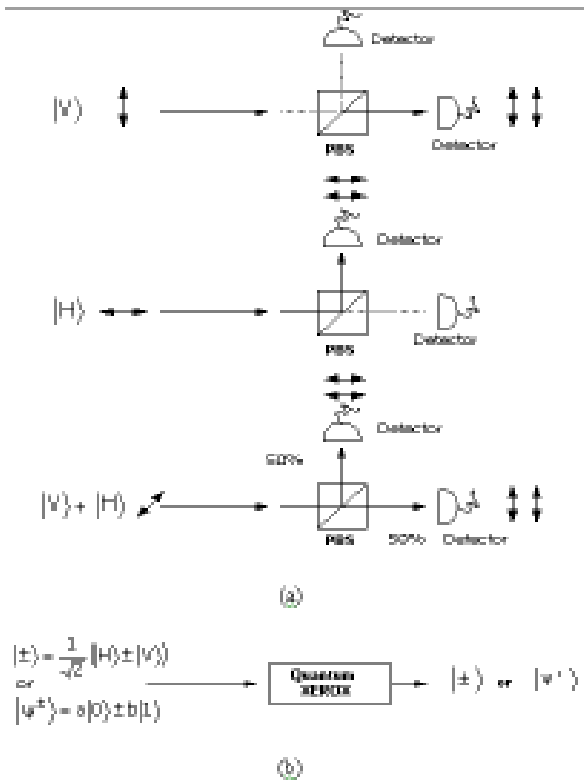 Detector
|V⟩
PBS
Detector
Detector
|H⟩
PBS
Detector
Detector
50%
|V⟩ + |H⟩
PBS
50% Detector
(a)
|±⟩ = 1/√2 (|H⟩ ± |V⟩)
or
|ψ±⟩ = a|0⟩ ± b|1⟩
Quantum
XEROX
|±⟩ or
(b)